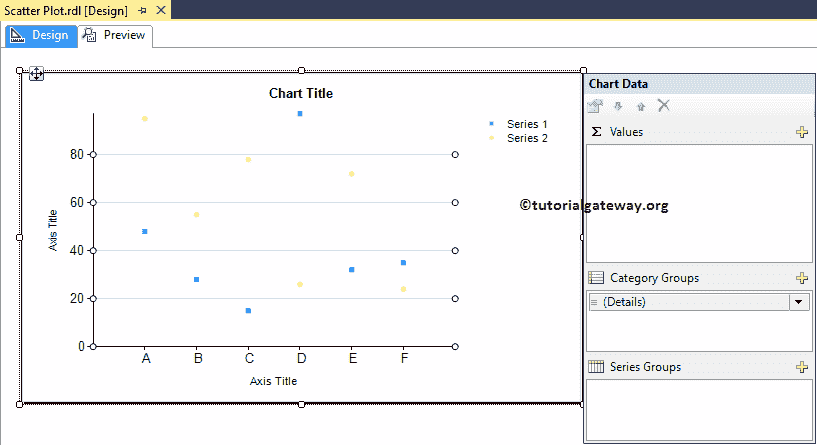 Scatter Plot.rdl [Design]
Design
Preview
Chart Title
Series 1
Series 2
80
60
40
20
0
Axis Title
A B C D E F
Axis Title
Chart Data
Σ Values
©tutorialgateway.org
Category Groups
(Details)
Series Groups